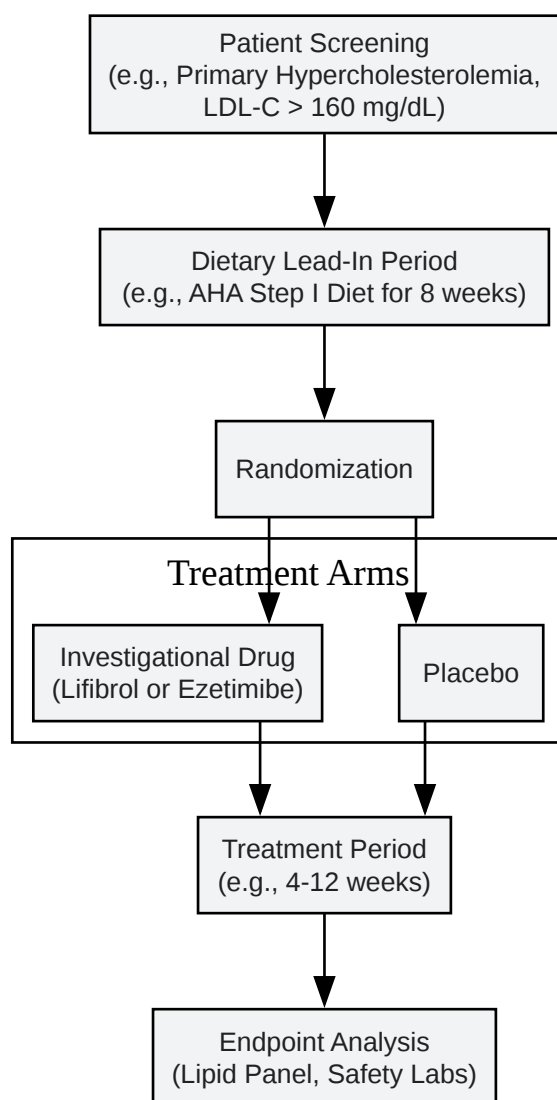 Patient Screening
(e.g., Primary Hypercholesterolemia,
LDL-C > 160 mg/dL)
Dietary Lead-In Period
(e.g., AHA Step I Diet for 8 weeks)
Randomization
Treatment Arms
Investigational Drug
(Lifibrol or Ezetimibe)
Placebo
Treatment Period
(e.g., 4-12 weeks)
Endpoint Analysis
(Lipid Panel, Safety Labs)